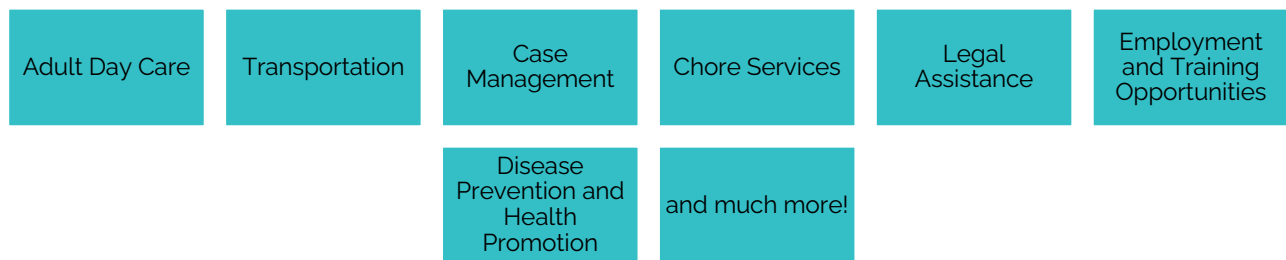 Adult Day Care
Transportation
Case
Management
Chore Services
Legal
Assistance
Employment
and Training
Opportunities
Disease
Prevention and
Health
Promotion
and much more!